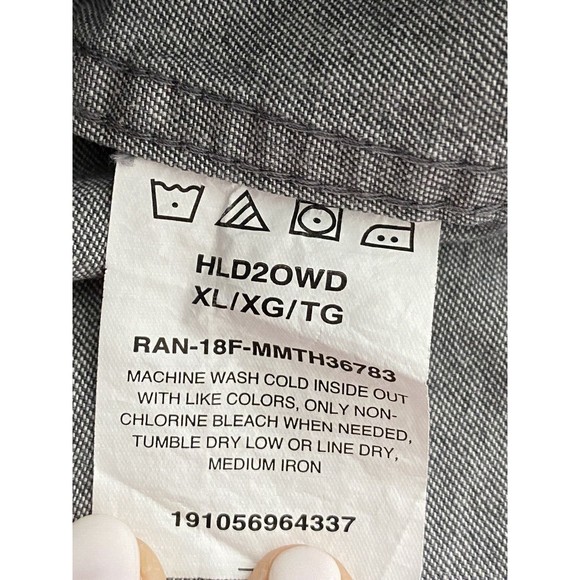 HLD2OWD
XL/XG/TG
RAN-18F-MMTH36783
MACHINE WASH COLD INSIDE OUT
WITH LIKE COLORS, ONLY NON-
CHLORINE BLEACH WHEN NEEDED,
TUMBLE DRY LOW OR LINE DRY,
MEDIUM IRON
191056964337